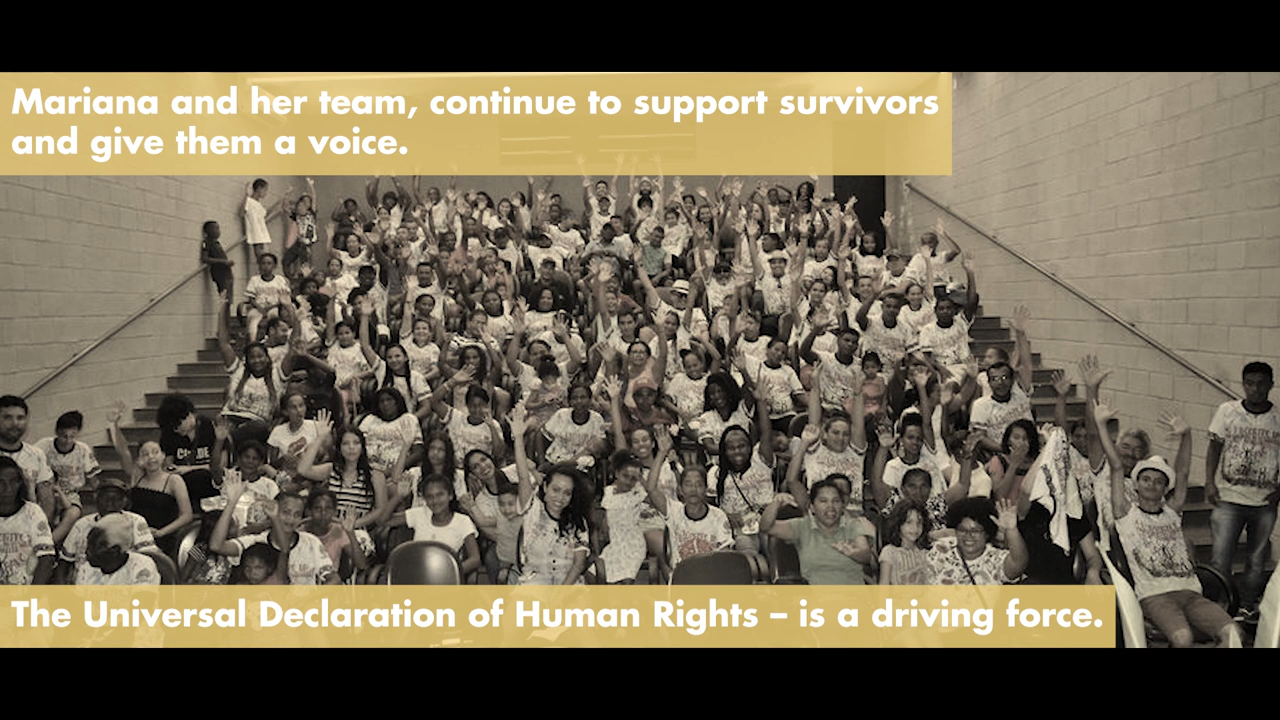 Mariana and her team, continue to support survivors
and give them a voice.
The Universal Declaration of Human Rights – is a driving force.